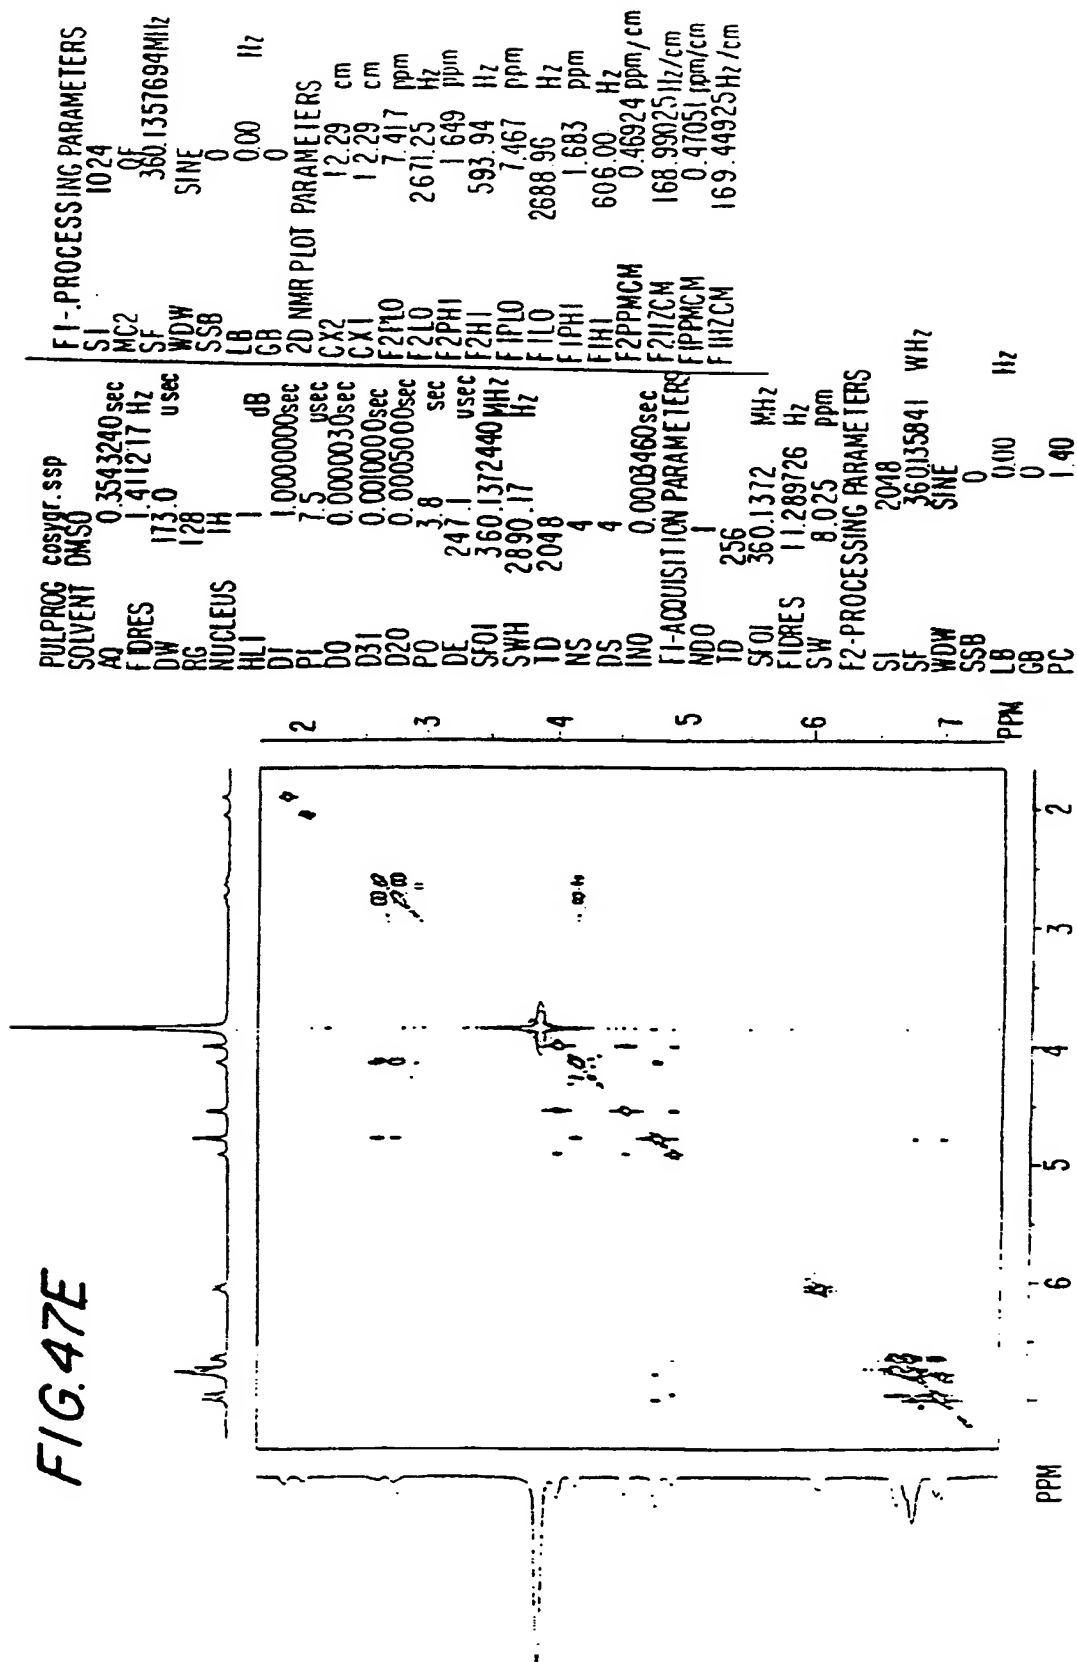 FIG.47E
PULPROG cosygr.ssp
SOLVENT DMSO
AQ 0.3543240 sec
FIDRES 1.411217 Hz
DW 173.0 usec
RG 128
NUCLEUS 1H
HL1 1 dB
D1 1.0000000sec
P1 7.5 usec
D0 0.0000030sec
D31 0.0010000sec
D20 0.0005000sec
PO 3.8 sec
DE 247.1 usec
SFO1 360.1372440 MHz
SWH 2890.17 Hz
TD 2048
NS 4
DS 4
INO 0.0003460sec
F1-ACQUISITION PARAMETERS
ND0 1
TD 256
SFO1 360.1372 MHz
FIDRES 11.289726 Hz
SW 8.025 ppm
F2-PROCESSING PARAMETERS
SI 2048
SF 360.135841 WHz
WDW SINE
SSB 0
LB 0.00 Hz
GB 0
PC 1.40
F1-.PROCESSING PARAMETERS
SI 1024
MC2 QF
SF 360.1357694MHz
WDW SINE
SSB 0
LB 0.00 Hz
GB 0
2D NMR PLOT PARAMETERS
CX2 12.29 cm
CX1 12.29 cm
F2PLO 7.417 ppm
F2LO 2671.25 Hz
F2PHI 1.649 ppm
F2HI 593.94 Hz
F1PLO 7.467 ppm
F1LO 2688.96 Hz
F1PHI 1.683 ppm
F1HI 606.00 Hz
F2PPMCM 0.46924 ppm/cm
F2HZCM 168.99025 Hz/cm
F1PPMCM 0.47051 ppm/cm
F1HZCM 169.44925 Hz/cm
2
3
4
5
6
7
PPM
PPM
6
5
4
3
2